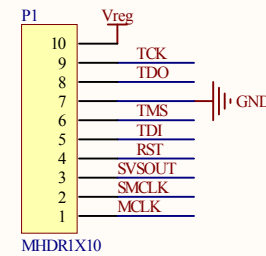 P1 Vreg
10
9 TCK
8 TDO
7 GND
6 TMS
5 TDI
4 RST
3 SVSOUT
2 SMCLK
1 MCLK
MHDR1X10